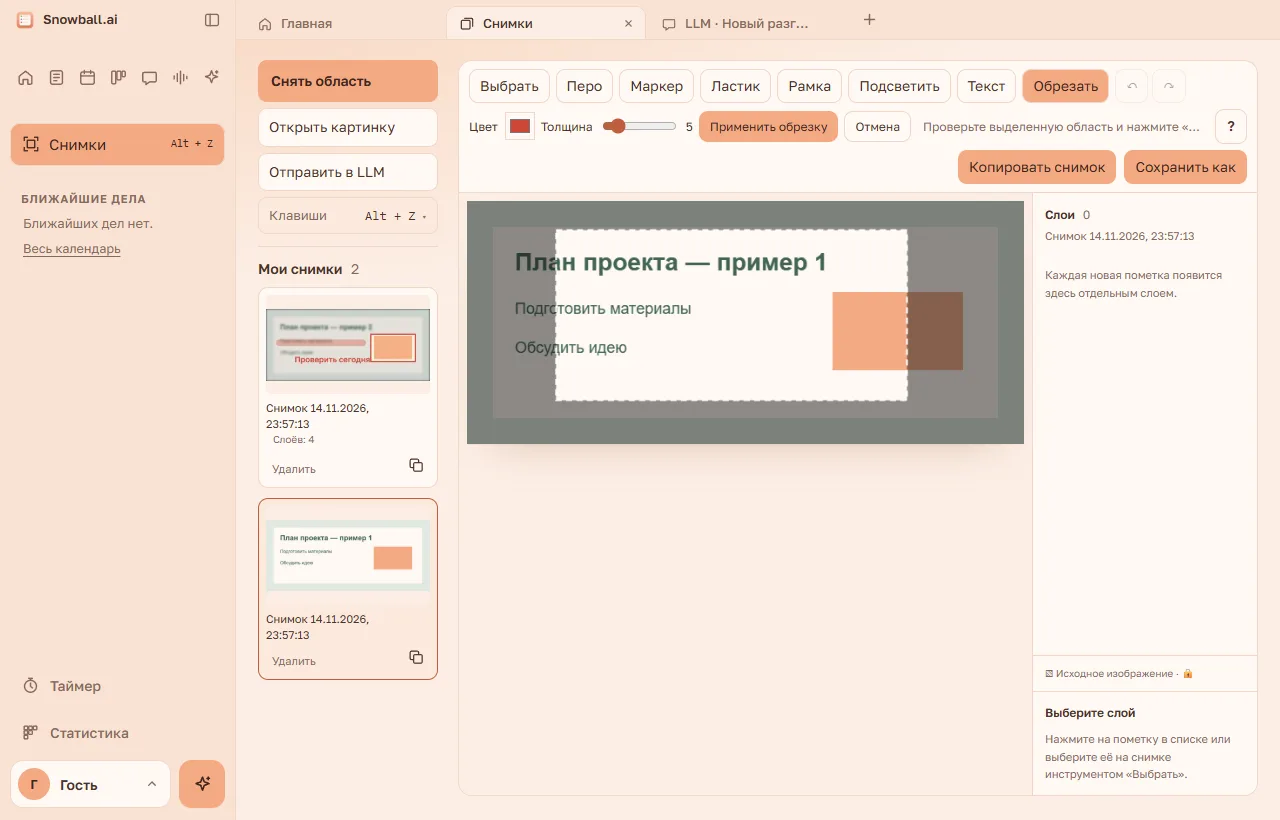 Snowball.ai
Главная
Снимки
×
LLM · Новый разг...
+
Снимки
Alt + Z
БЛИЖАЙШИЕ ДЕЛА
Ближайших дел нет.
Весь календарь
Таймер
Статистика
Г
Гость
Снять область
Открыть картинку
Отправить в LLM
Клавиши
Alt + Z
Мои снимки 2
План проекта — пример 2
Проверить сегодня
Снимок 14.11.2026,
23:57:13
Слоёв: 4
Удалить
План проекта — пример 1
Подготовить материалы
Обсудить идею
Снимок 14.11.2026,
23:57:13
Удалить
Выбрать
Перо
Маркер
Ластик
Рамка
Подсветить
Текст
Обрезать
Цвет
Толщина
5
Применить обрезку
Отмена
Проверьте выделенную область и нажмите «...
?
Копировать снимок
Сохранить как
План проекта — пример 1
Подготовить материалы
Обсудить идею
Слои 0
Снимок 14.11.2026, 23:57:13
Каждая новая пометка появится
здесь отдельным слоем.
Исходное изображение ·
Выберите слой
Нажмите на пометку в списке или
выберите её на снимке
инструментом «Выбрать».